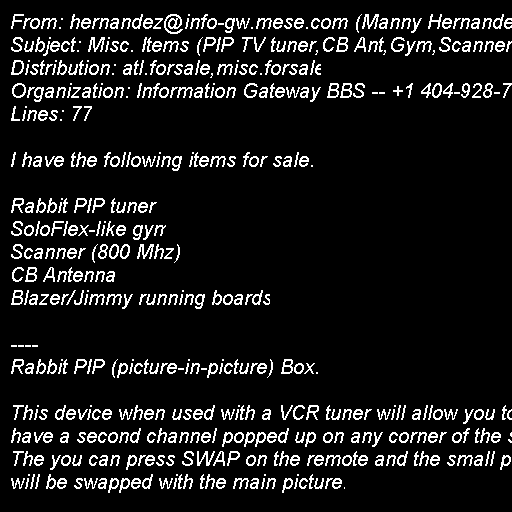 From: hernandez@info-gw.mese.com (Manny Hernande
Subject: Misc. Items (PIP TV tuner,CB Ant,Gym,Scanner
Distribution: atl.forsale,misc.forsale
Organization: Information Gateway BBS -- +1 404-928-7
Lines: 77

I have the following items for sale.

Rabbit PIP tuner
SoloFlex-like gym
Scanner (800 Mhz)
CB Antenna
Blazer/Jimmy running boards

----
Rabbit PIP (picture-in-picture) Box.

This device when used with a VCR tuner will allow you to
have a second channel popped up on any corner of the s
The you can press SWAP on the remote and the small p
will be swapped with the main picture.